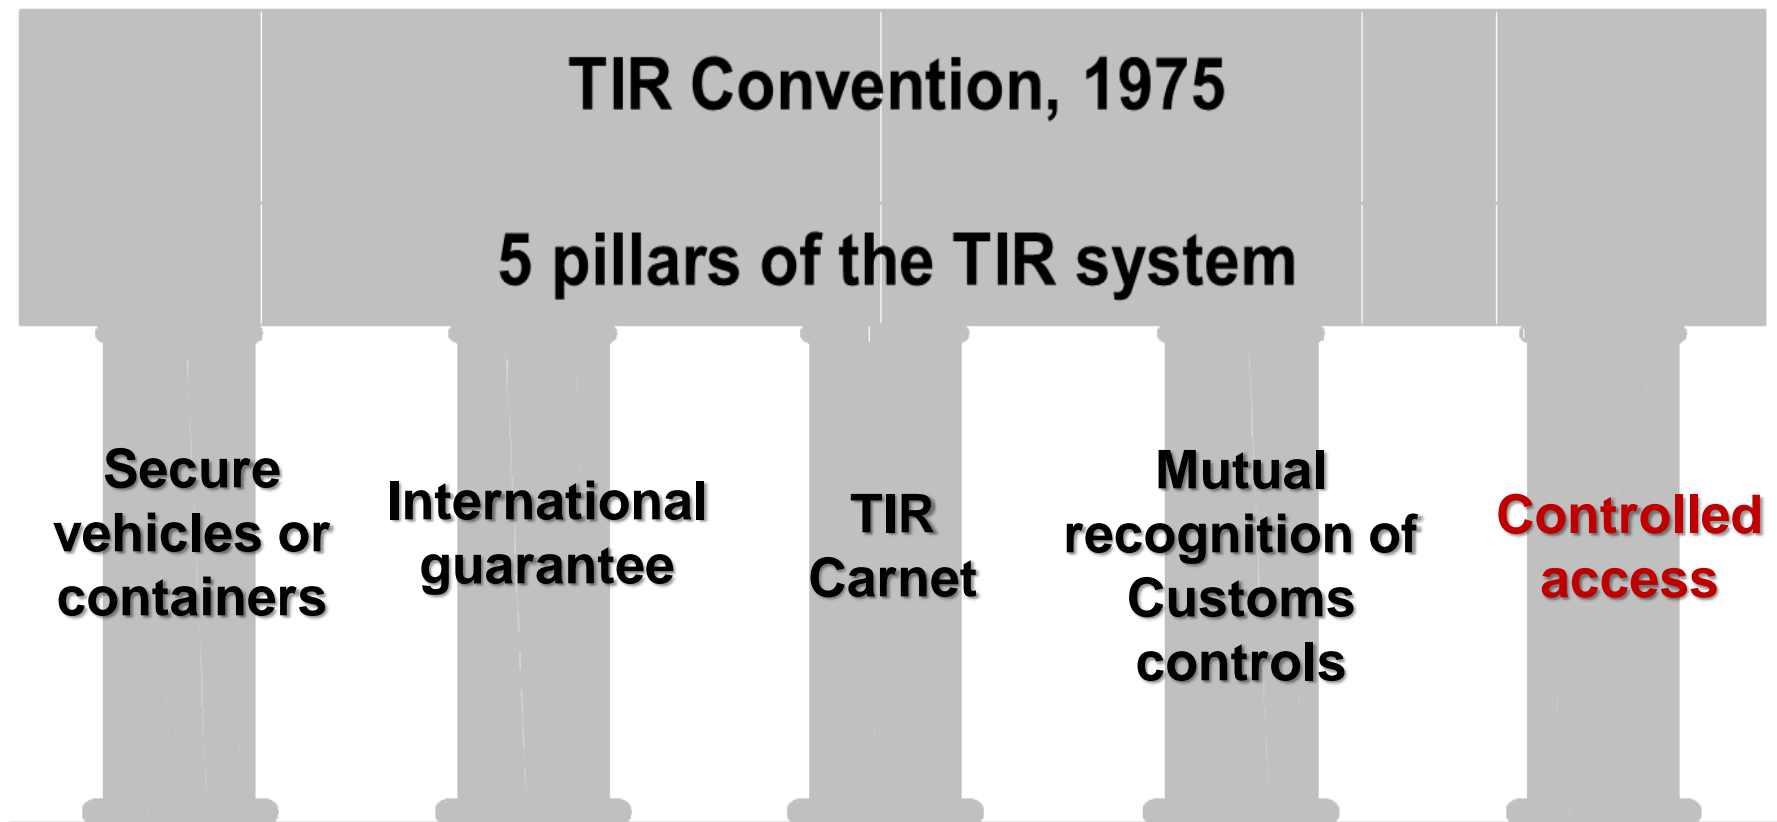 TIR Convention, 1975
5 pillars of the TIR system
Secure
vehicles or
containers
International
guarantee
TIR
Carnet
Mutual
recognition of
Customs
controls
Controlled
access